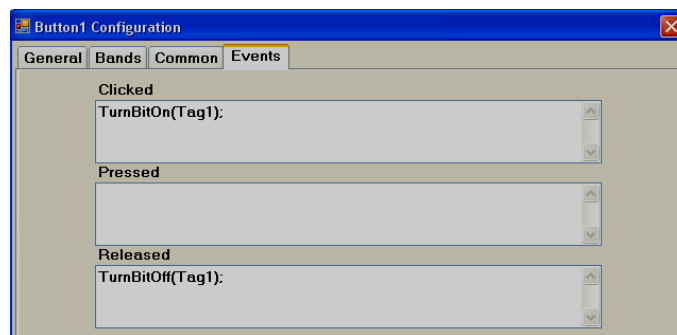 Button1 Configuration
General Bands Common Events
Clicked
TurnBitOn(Tag1);
Pressed
Released
TurnBitOff(Tag1);